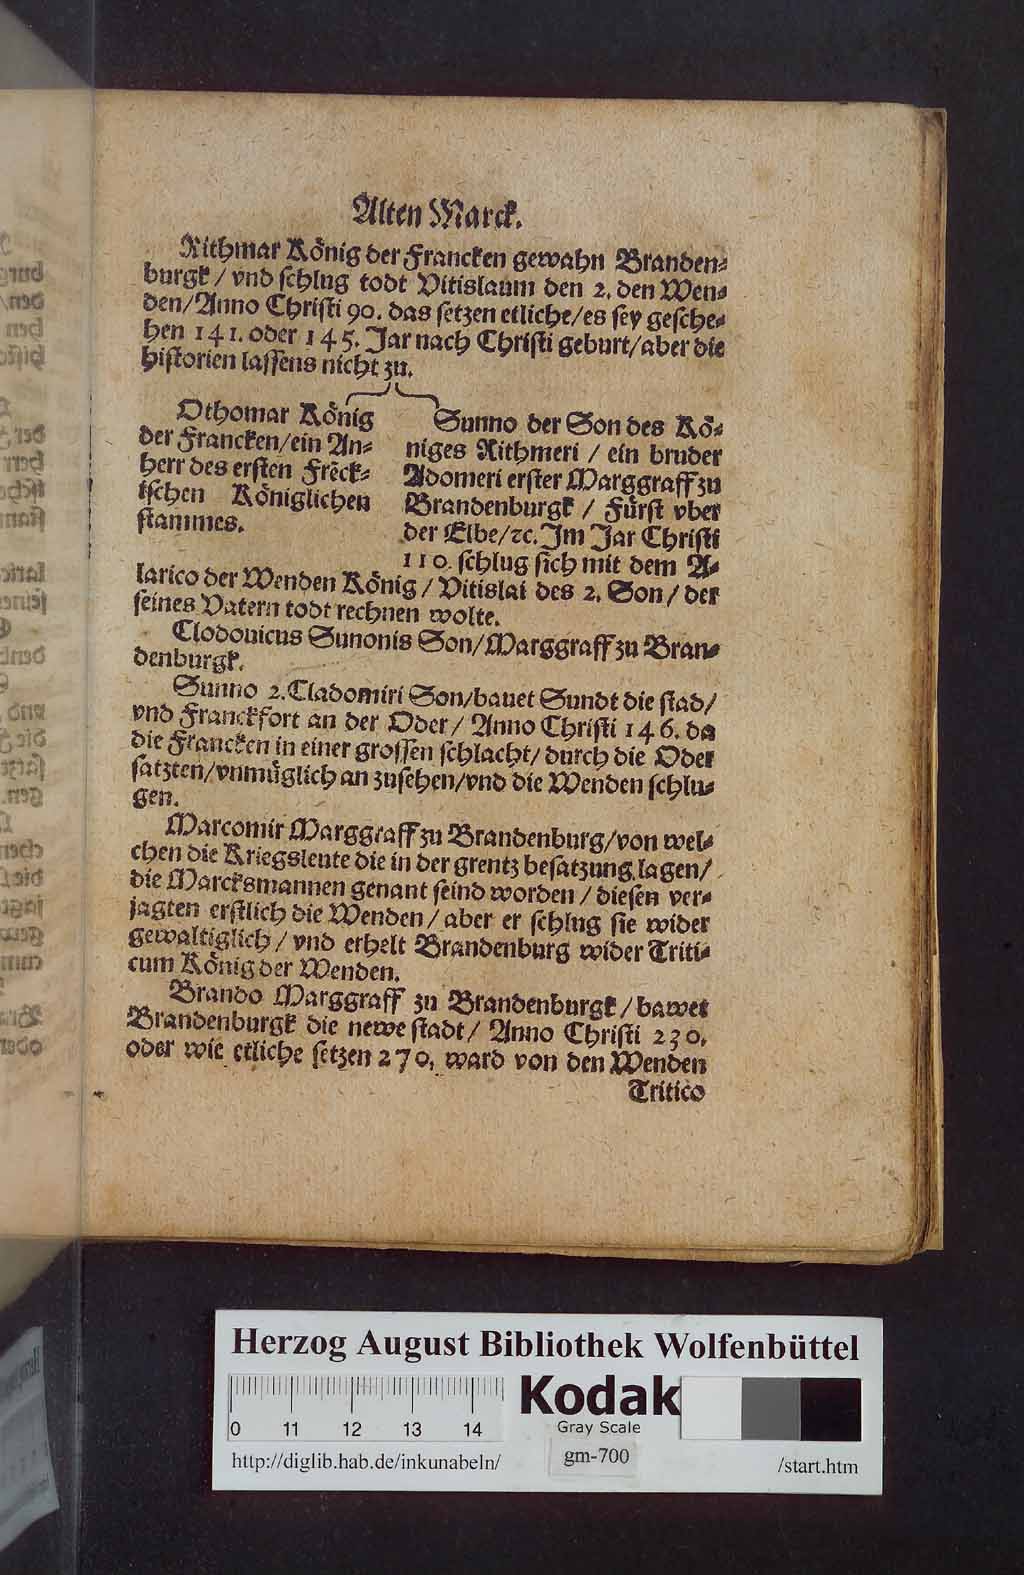 Alten Marck.
Rithmar König der Francken gewahn Branden⸗
burgk / vnd schlug todt Vitislaum den 2. den Wen⸗
den/Anno Christi 90. das setzen etliche/es sey gesche⸗
hen 141. oder 145. Jar nach Christi geburt/aber die
historien lassens nicht zu.
Othomar König
der Francken/ein An⸗
herr des ersten Frēck⸗
ischen Königlichen
stammes.
Sunno der Son des Kö⸗
niges Rithmeri / ein bruder
Adomeri erster Marggraff zu
Brandenburgk / Fürst vber
der Elbe/ꝛc. Im Jar Christi
110. schlug sich mit dem A⸗
larico der Wenden König / Vitislai des 2. Son / der
seines Vatern todt rechnen wolte.
Clodouicus Sunonis Son/Marggraff zu Bran⸗
denburgk.
Sunno 2. Cladomiri Son/bauet Sundt die stad/
vnd Franckfort an der Oder / Anno Christi 146. da
die Francken in einer grossen schlacht/durch die Oder
satzten/vnmüglich an zusehen/vnd die Wenden schlu⸗
gen.
Marcomir Marggraff zu Brandenburg/von wel⸗
chen die Kriegsleute die in der grentz besatzung lagen/
die Marcksmannen genant seind worden / diesen ver⸗
jagten erstlich die Wenden / aber er schlug sie wider
gewaltiglich / vnd erhelt Brandenburg wider Triti⸗
cum König der Wenden.
Brando Marggraff zu Brandenburgk / bawet
Brandenburgk die newe stadt / Anno Christi 230.
oder wie etliche setzen 270. ward von den Wenden
Tritico
Herzog August Bibliothek Wolfenbüttel
0 11 12 13 14
Kodak
Gray Scale
http://diglib.hab.de/inkunabeln/
gm-700
/start.htm